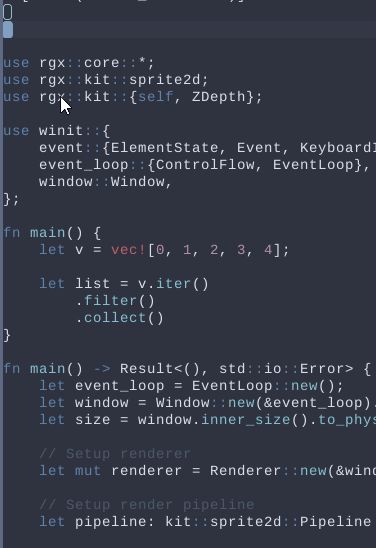 use rgx::core::*;
use rgx::kit::sprite2d;
use rgx::kit::{self, ZDepth};
use winit::{
event::{ElementState, Event, Keyboard
event_loop::{ControlFlow, EventLoop},
window::Window,
};
fn main() {
let v = vec![0, 1, 2, 3, 4];
let list = v.iter()
.filter()
.collect()
}
fn main() -> Result<(), std::io::Error> {
let event_loop = EventLoop::new();
let window = Window::new(&event_loop).
let size = window.inner_size().to_phys
// Setup renderer
let mut renderer = Renderer::new(&wind
// Setup render pipeline
let pipeline: kit::sprite2d::Pipeline